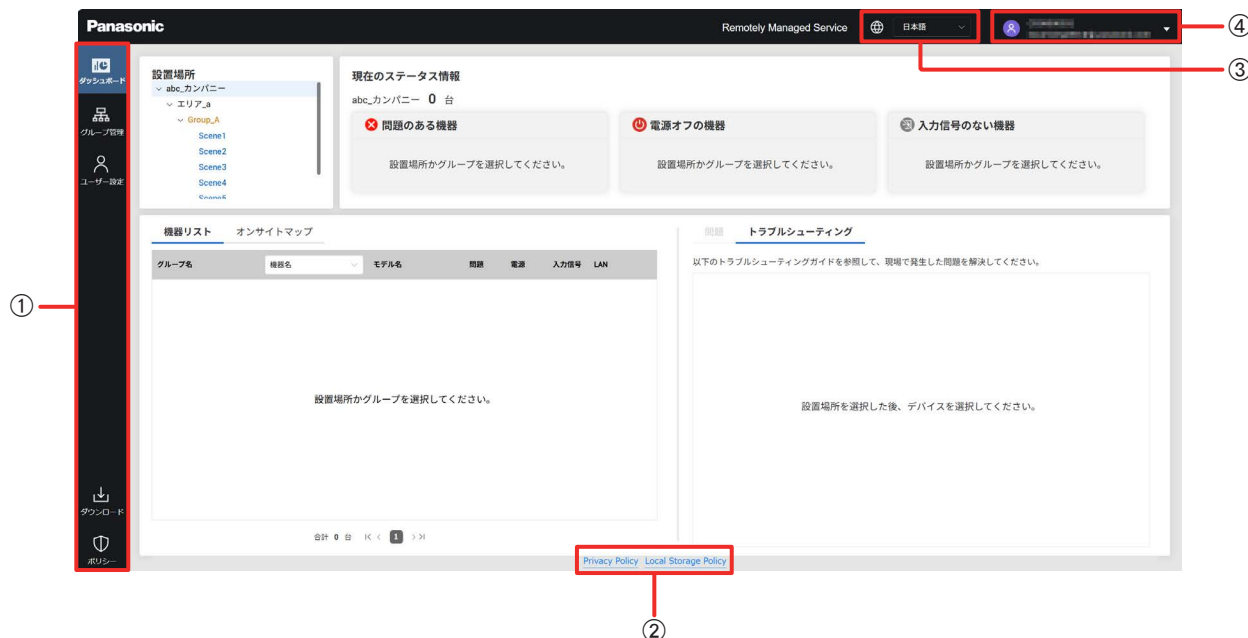 Panasonic
Remotely Managed Service
日本語
④
③
ダッシュボード
グループ管理
ユーザー設定
ダウンロード
ポリシー
①
設置場所
abc_カンパニー
エリア_a
Group_A
Scene1
Scene2
Scene3
Scene4
Scene5
現在のステータス情報
abc_カンパニー 0 台
問題のある機器
設置場所かグループを選択してください。
電源オフの機器
設置場所かグループを選択してください。
入力信号のない機器
設置場所かグループを選択してください。
機器リスト オンサイトマップ
グループ名 機器名 モデル名 問題 電源 入力信号 LAN
設置場所かグループを選択してください。
合計 0 台 1
問題 トラブルシューティング
以下のトラブルシューティングガイドを参照して、現場で発生した問題を解決してください。
設置場所を選択した後、デバイスを選択してください。
Privacy Policy Local Storage Policy
②